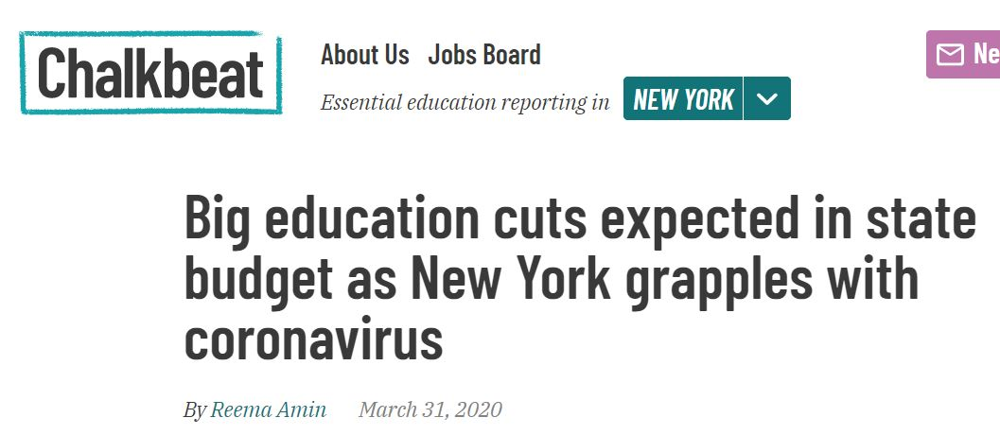 Chalkbeat
About Us Jobs Board
Essential education reporting in NEW YORK
Big education cuts expected in state
budget as New York grapples with
coronavirus
By Reema Amin March 31, 2020